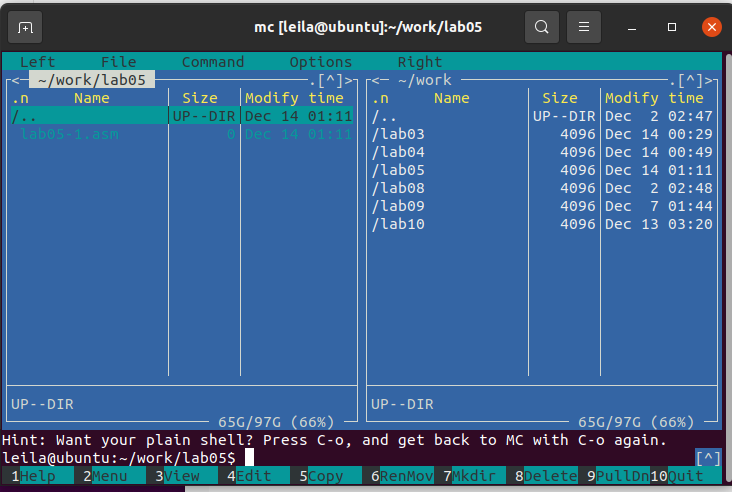 mc [leila@ubuntu]:~/work/lab05
Left File Command Options Right
<─ ~/work/lab05 ─.[^]>
.n Name Size Modify time
/.. UP--DIR Dec 14 01:11
lab05-1.asm 0 Dec 14 01:11
UP--DIR
65G/97G (66%)
<─ ~/work ─.[^]>
.n Name Size Modify time
/.. UP--DIR Dec 2 02:47
/lab03 4096 Dec 14 00:29
/lab04 4096 Dec 14 00:49
/lab05 4096 Dec 14 01:11
/lab08 4096 Dec 2 02:48
/lab09 4096 Dec 7 01:44
/lab10 4096 Dec 13 03:20
UP--DIR
65G/97G (66%)
Hint: Want your plain shell? Press C-o, and get back to MC with C-o again.
leila@ubuntu:~/work/lab05$ [^]
1Help 2Menu 3View 4Edit 5Copy 6RenMov 7Mkdir 8Delete 9PullDn 10Quit